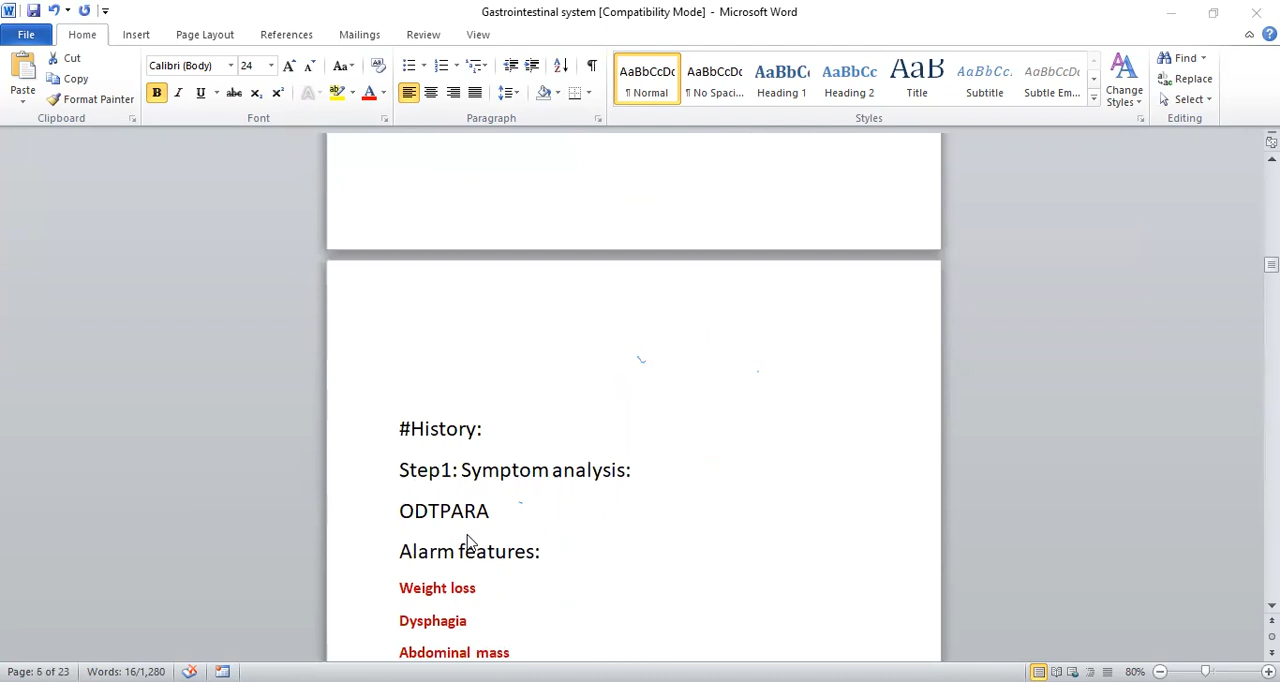 Gastrointestinal system [Compatibility Mode] - Microsoft Word
File Home Insert Page Layout References Mailings Review View
Paste
Cut
Copy
Format Painter
Clipboard
Calibri (Body) 24
Font
Paragraph
AaBbCcDc AaBbCcDc AaBbCc AaBbCc AaB AaBbCc. AaBbCcDc
¶ Normal ¶ No Spaci... Heading 1 Heading 2 Title Subtitle Subtle Em...
Styles
Change
Styles
Find
Replace
Select
Editing
#History:
Step1: Symptom analysis:
ODTPARA
Alarm features:
Weight loss
Dysphagia
Abdominal mass
Page: 6 of 23 Words: 16/1,280 80%